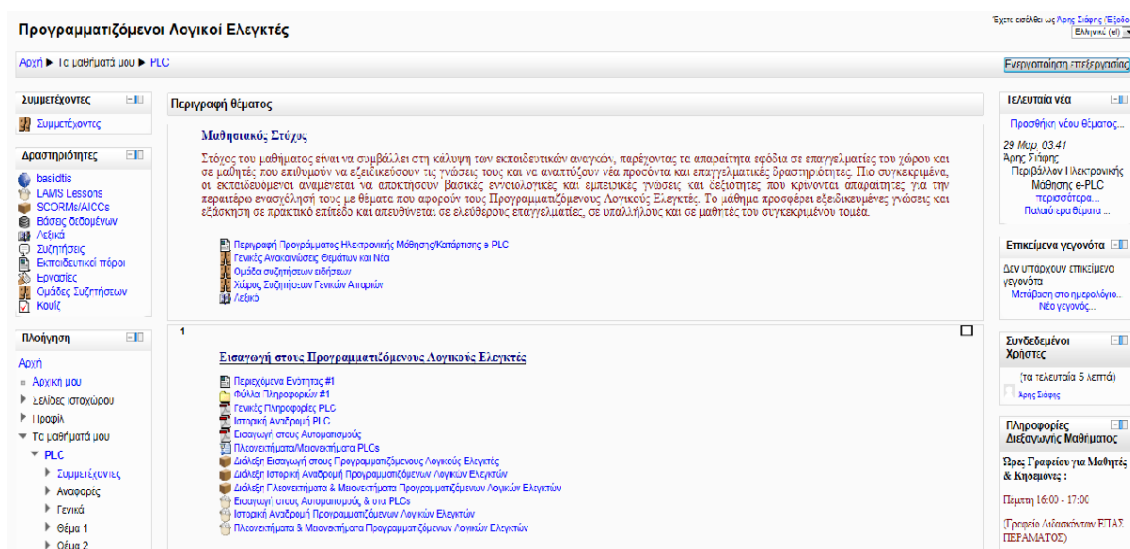 Προγραμματιζόμενοι Λογικοί Ελεγκτές
Έχετε εισέλθει ως Άρης Σιάφης (Έξοδο
Ελληνικά (el)
Αρχή ► Τα μαθήματά μου ► PLC
Ενεργοποίηση επεξεργασίας
Συμμετέχοντες
Συμμετέχοντες
Δραστηριότητες
basicltis
LAMS Lessons
SCORMs/AICCs
Βάσεις δεδομένων
Λεξικά
Συζητήσεις
Εκπαιδευτικοί πόροι
Εργασίες
Ομάδες Συζητήσεων
Κουίζ
Πλοήγηση
Αρχή
Αρχική μου
Σελίδες ιστοχώρου
Προφίλ
Τα μαθήματά μου
PLC
Συμμετέχοντες
Αναφορές
Γενικά
Θέμα 1
Θέμα 2
Περιγραφή θέματος
Μαθησιακός Στόχος
Στόχος του μαθήματος είναι να συμβάλλει στη κάλυψη των εκπαιδευτικών αναγκών, παρέχοντας τα απαραίτητα εφόδια σε επαγγελματίες του χώρου και
σε μαθητές που επιθυμούν να εξειδικεύσουν τις γνώσεις τους και να αναπτύξουν νέα προσόντα και επαγγελματικές δραστηριότητες. Πιο συγκεκριμένα,
οι εκπαιδευόμενοι αναμένεται να αποκτήσουν βασικές εννοιολογικές και εμπειρικές γνώσεις και δεξιότητες που κρίνονται απαραίτητες για την
περαιτέρω ενασχόλησή τους με θέματα που αφορούν τους Προγραμματιζόμενους Λογικούς Ελεγκτές. Το μάθημα προσφέρει εξειδικευμένες γνώσεις και
εξάσκηση σε πρακτικό επίπεδο και απευθύνεται σε ελεύθερους επαγγελματίες, σε υπαλλήλους και σε μαθητές του συγκεκριμένου τομέα.
Περιγραφή Προγράμματος Ηλεκτρονικής Μάθησης/Κατάρτισης e-PLC
Γενικές Ανακοινώσεις Θεμάτων και Νέα
Ομάδα συζητήσεων ειδήσεων
Χώρος Συζητήσεων Γενικών Αποριών
Λεξικό
1
Εισαγωγή στους Προγραμματιζόμενους Λογικούς Ελεγκτές
Περιεχόμενα Ενότητας #1
Φύλλα Πληροφοριών #1
Γενικές Πληροφορίες PLC
Ιστορική Αναδρομή PLC
Εισαγωγή στους Αυτοματισμούς
Πλεονεκτήματα/Μειονεκτήματα PLCs
Διάλεξη Εισαγωγή στους Προγραμματιζόμενους Λογικούς Ελεγκτές
Διάλεξη Ιστορική Αναδρομή Προγραμματιζόμενων Λογικών Ελεγκτών
Διάλεξη Πλεονεκτήματα & Μειονεκτήματα Προγραμματιζόμενων Λογικών Ελεγκτών
Εισαγωγή στους Αυτοματισμούς & στα PLCs
Ιστορική Αναδρομή Προγραμματιζόμενων Λογικών Ελεγκτών
Πλεονεκτήματα & Μειονεκτήματα Προγραμματιζόμενων Λογικών Ελεγκτών
Τελευταία νέα
Προσθήκη νέου θέματος...
29 Μαρ, 03:41
Άρης Σιάφης
Περιβάλλον Ηλεκτρονικής
Μάθησης e-PLC
περισσότερα...
Παλαιότερα θέματα ...
Επικείμενα γεγονότα
Δεν υπάρχουν επικείμενα
γεγονότα
Μετάβαση στο ημερολόγιο...
Νέο γεγονός...
Συνδεδεμένοι
Χρήστες
(τα τελευταία 5 λεπτά)
Άρης Σιάφης
Πληροφορίες
Διεξαγωγής Μαθήματος
Ώρες Γραφείου για Μαθητές
& Κηδεμόνες :
Πέμπτη 16:00 - 17:00
(Γραφείο Διδασκόντων ΕΠΑΣ
ΠΕΡΑΜΑΤΟΣ)